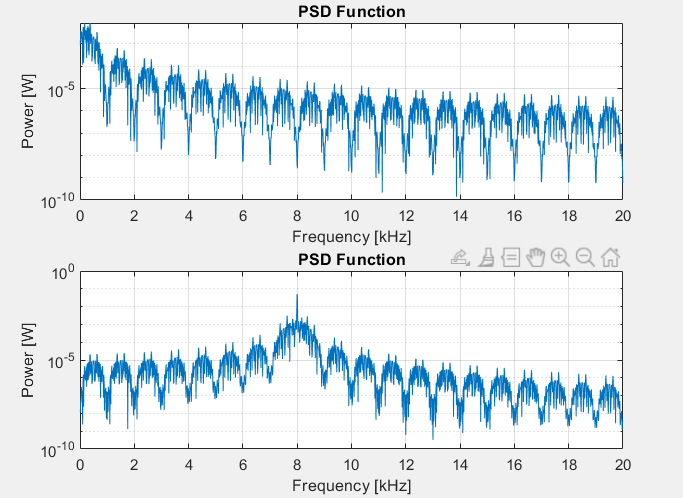 PSD Function
Power [W]
10^-5
10^-10
0 2 4 6 8 10 12 14 16 18 20
Frequency [kHz]
PSD Function
Power [W]
10^0
10^-5
10^-10
0 2 4 6 8 10 12 14 16 18 20
Frequency [kHz]